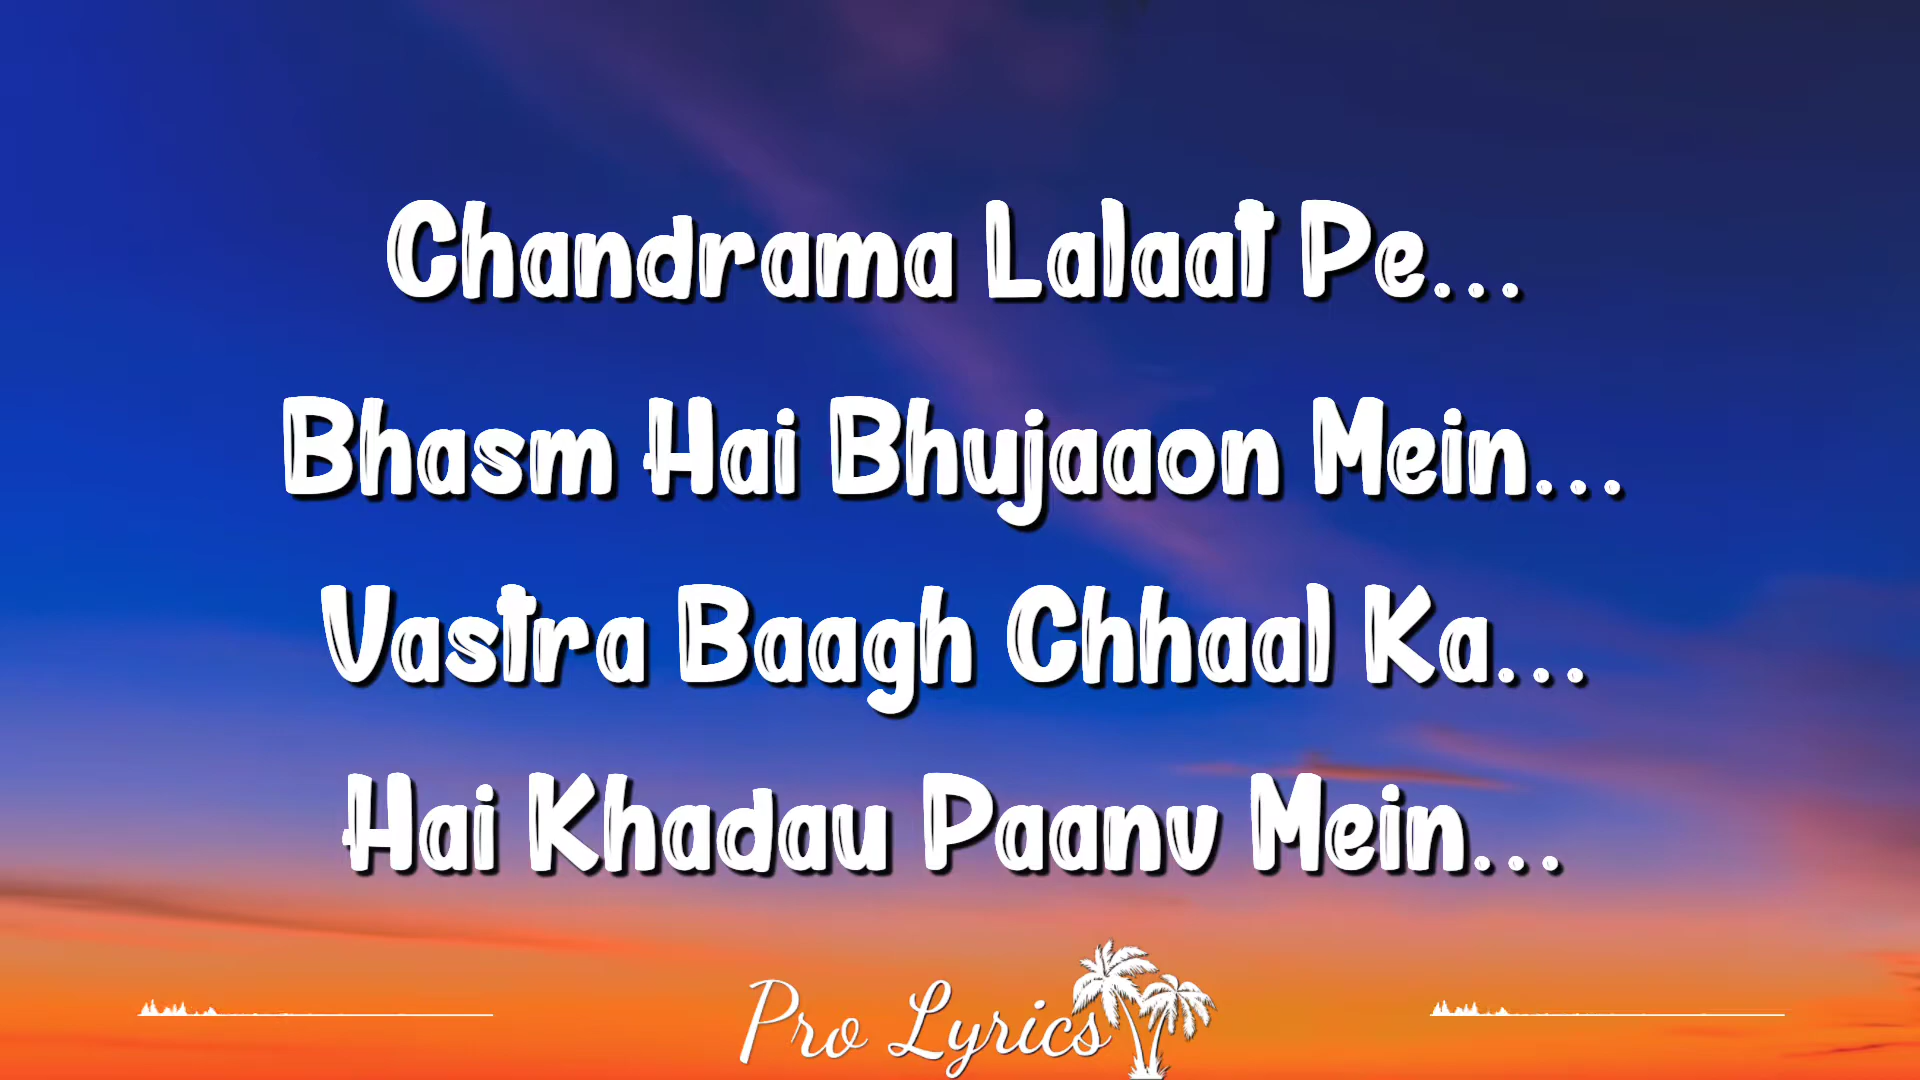 Chandrama Lalaat Pe...
Bhasm Hai Bhujaaon Mein...
Vastra Baagh Chhaal Ka...
Hai Khadau Paanv Mein...
Pro Lyrics